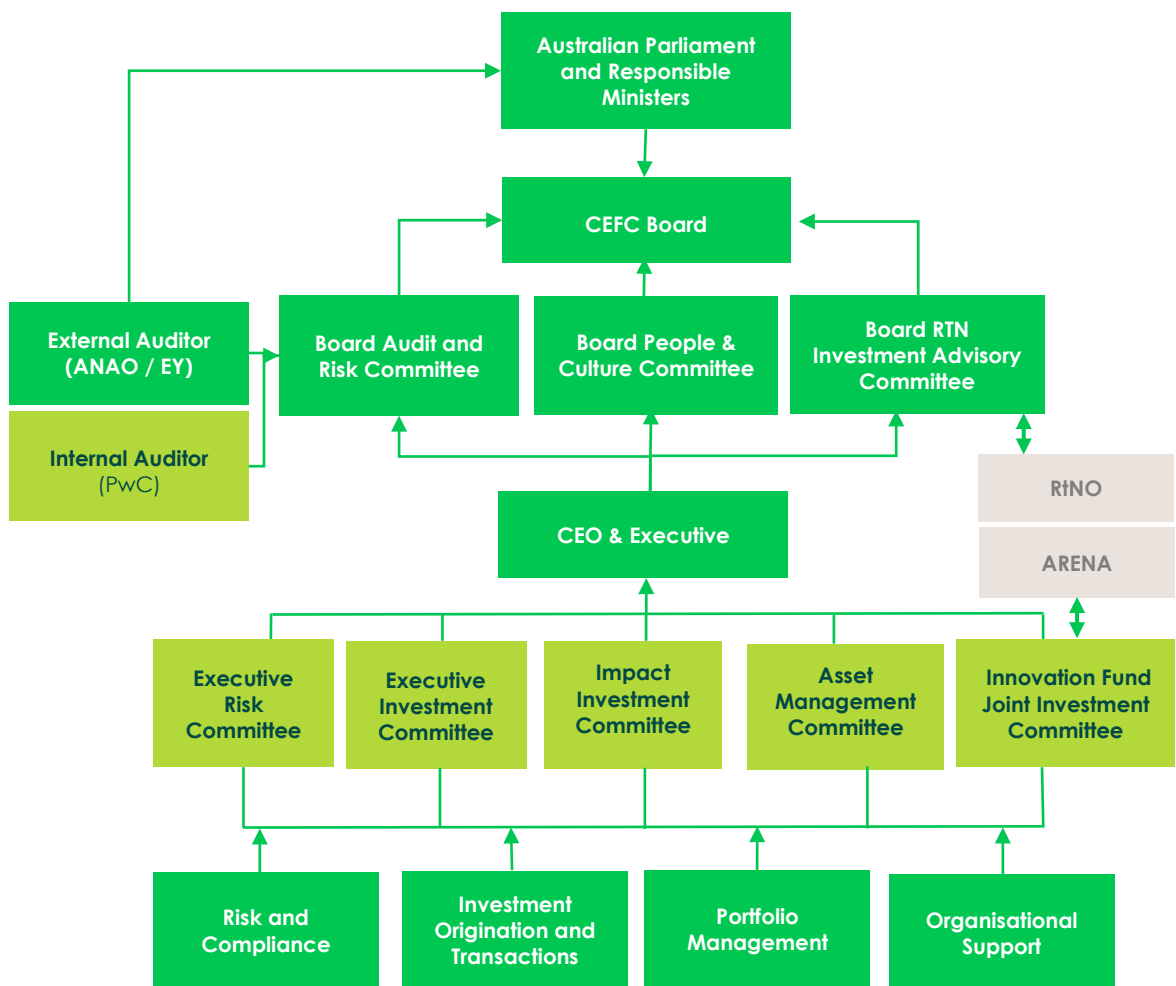 Australian Parliament
and Responsible
Ministers
CEFC Board
External Auditor
(ANAO / EY)
Board Audit and
Risk Committee
Board People &
Culture Committee
Board RTN
Investment Advisory
Committee
Internal Auditor
(PwC)
RtNO
CEO & Executive
ARENA
Executive
Risk
Committee
Executive
Investment
Committee
Impact
Investment
Committee
Asset
Management
Committee
Innovation Fund
Joint Investment
Committee
Risk and
Compliance
Investment
Origination and
Transactions
Portfolio
Management
Organisational
Support